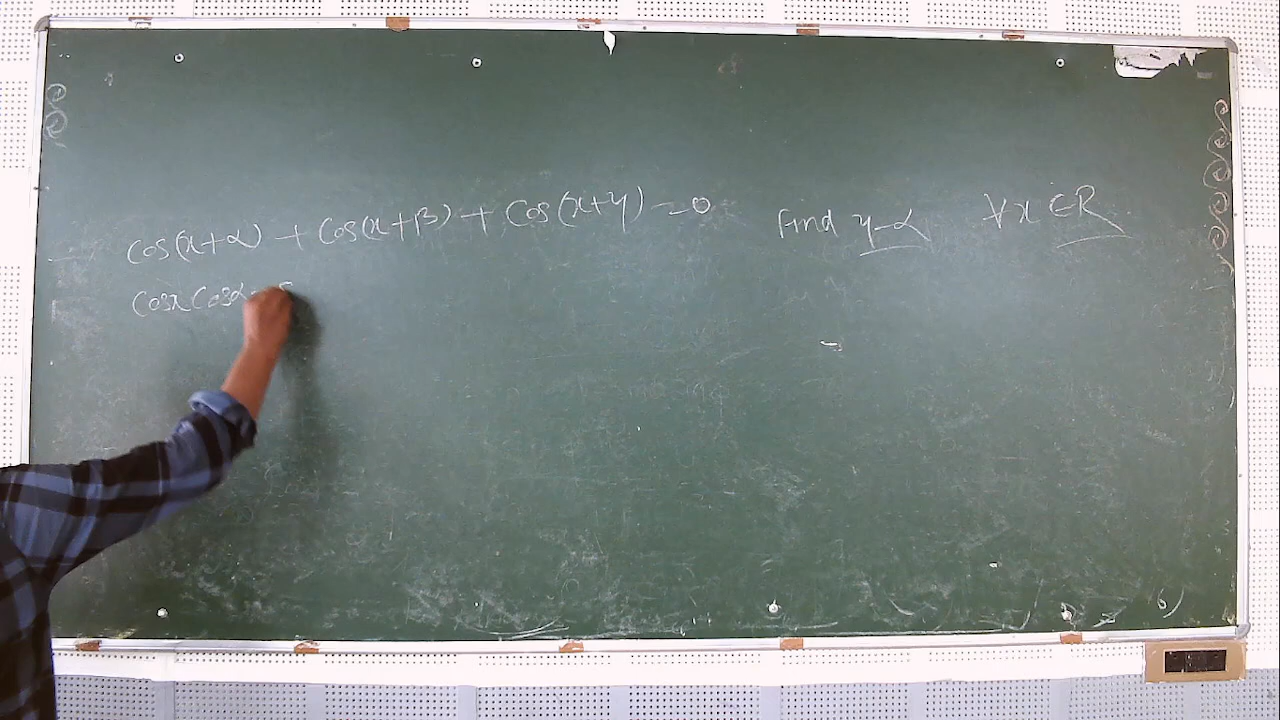 cos(x+α) + cos(x+β) + cos(x+y) = 0 Find y-α ∀x ∈ R
cosx cosα - s